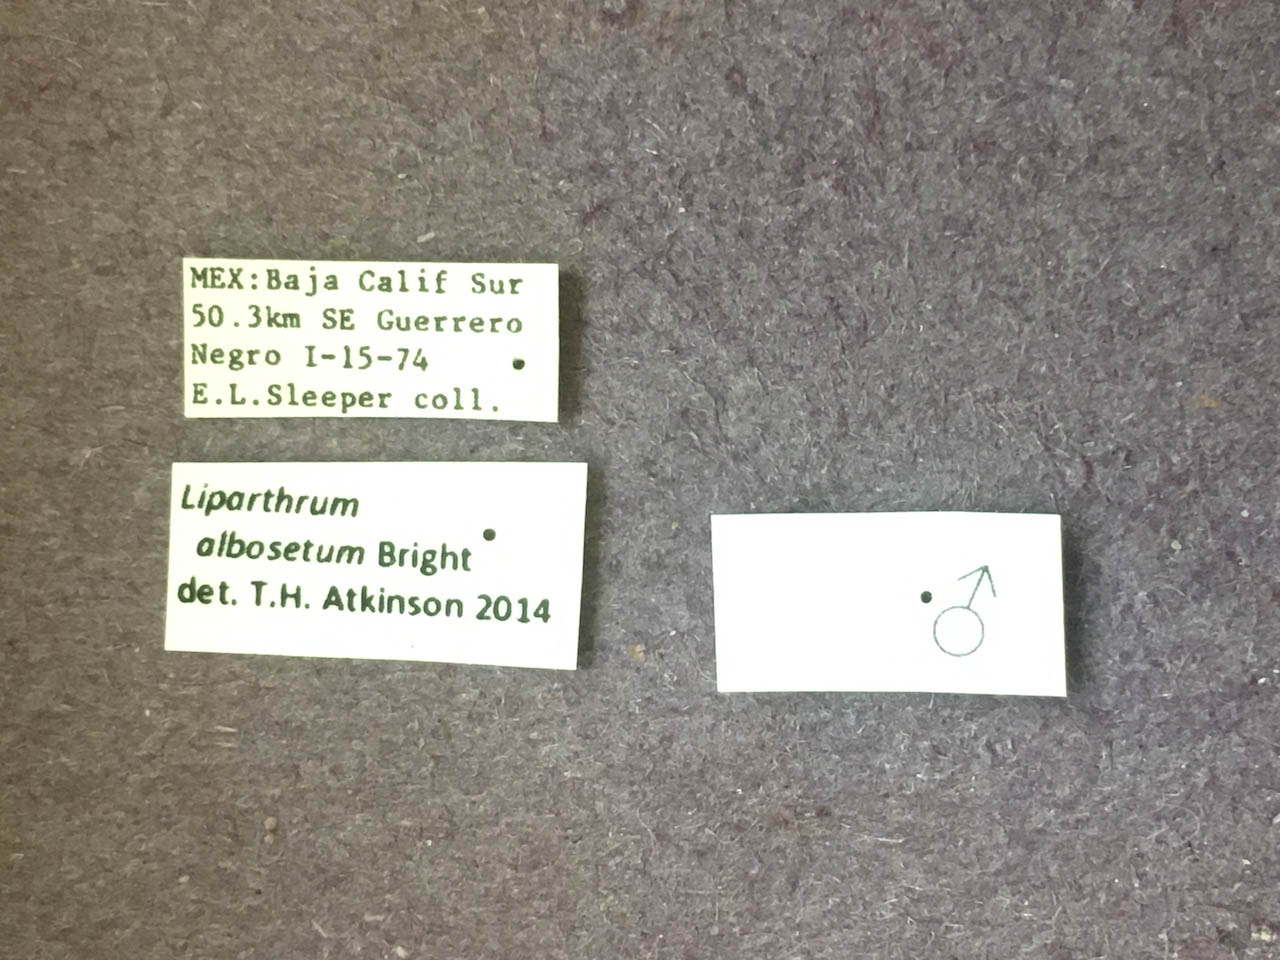 MEX:Baja Calif Sur
50.3km SE Guerrero
Negro I-15-74
E.L.Sleeper coll.
Liparthrum
albosetum Bright
det. T.H. Atkinson 2014
♂